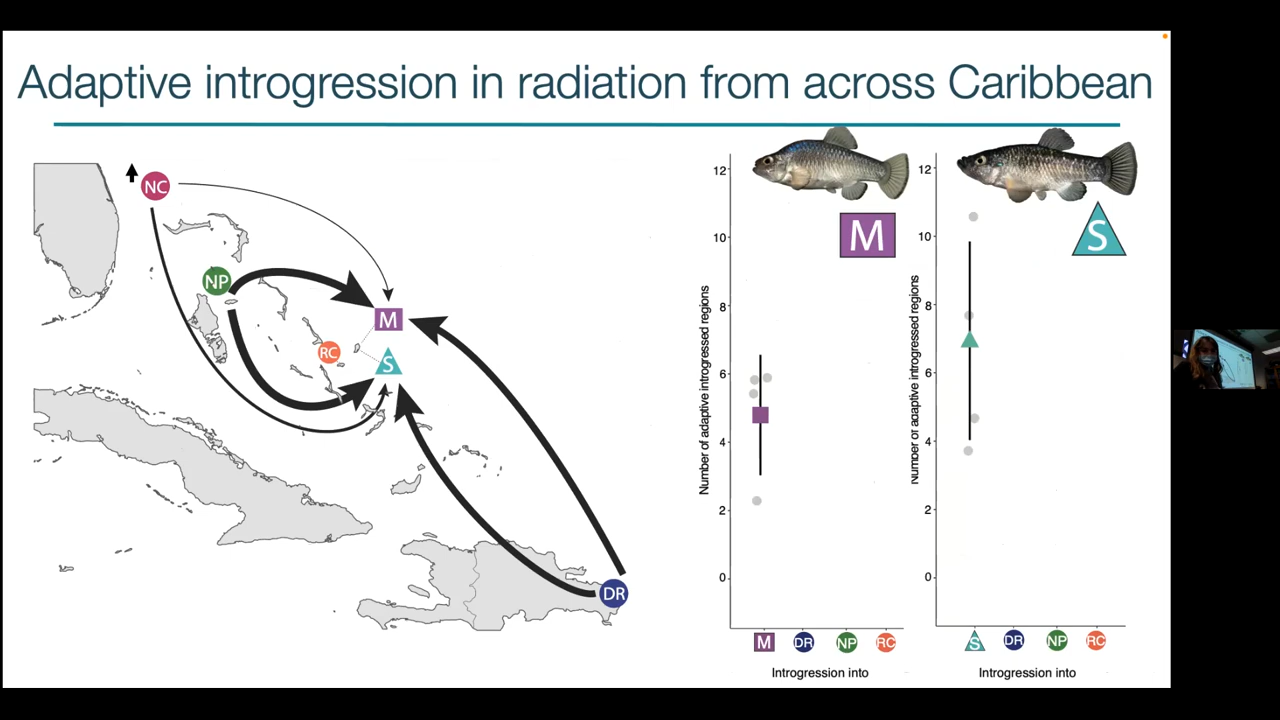 Adaptive introgression in radiation from across Caribbean
NC
NP
M
RC
S
DR
Number of adaptive introgressed regions
12
10
8
6
4
2
0
M
M
DR
NP
RC
Introgression into
Number of adaptive introgressed regions
12
10
8
6
4
2
0
S
S
DR
NP
RC
Introgression into